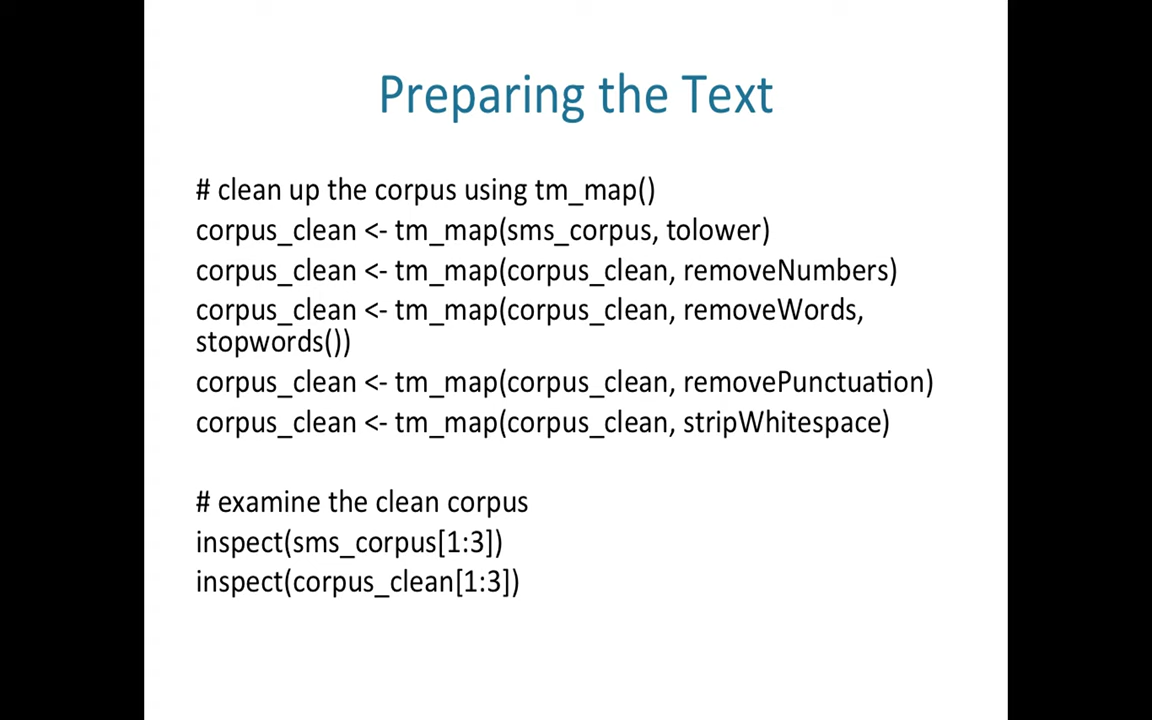 Preparing the Text
# clean up the corpus using tm_map()
corpus_clean <- tm_map(sms_corpus, tolower)
corpus_clean <- tm_map(corpus_clean, removeNumbers)
corpus_clean <- tm_map(corpus_clean, removeWords,
stopwords())
corpus_clean <- tm_map(corpus_clean, removePunctuation)
corpus_clean <- tm_map(corpus_clean, stripWhitespace)
# examine the clean corpus
inspect(sms_corpus[1:3])
inspect(corpus_clean[1:3])